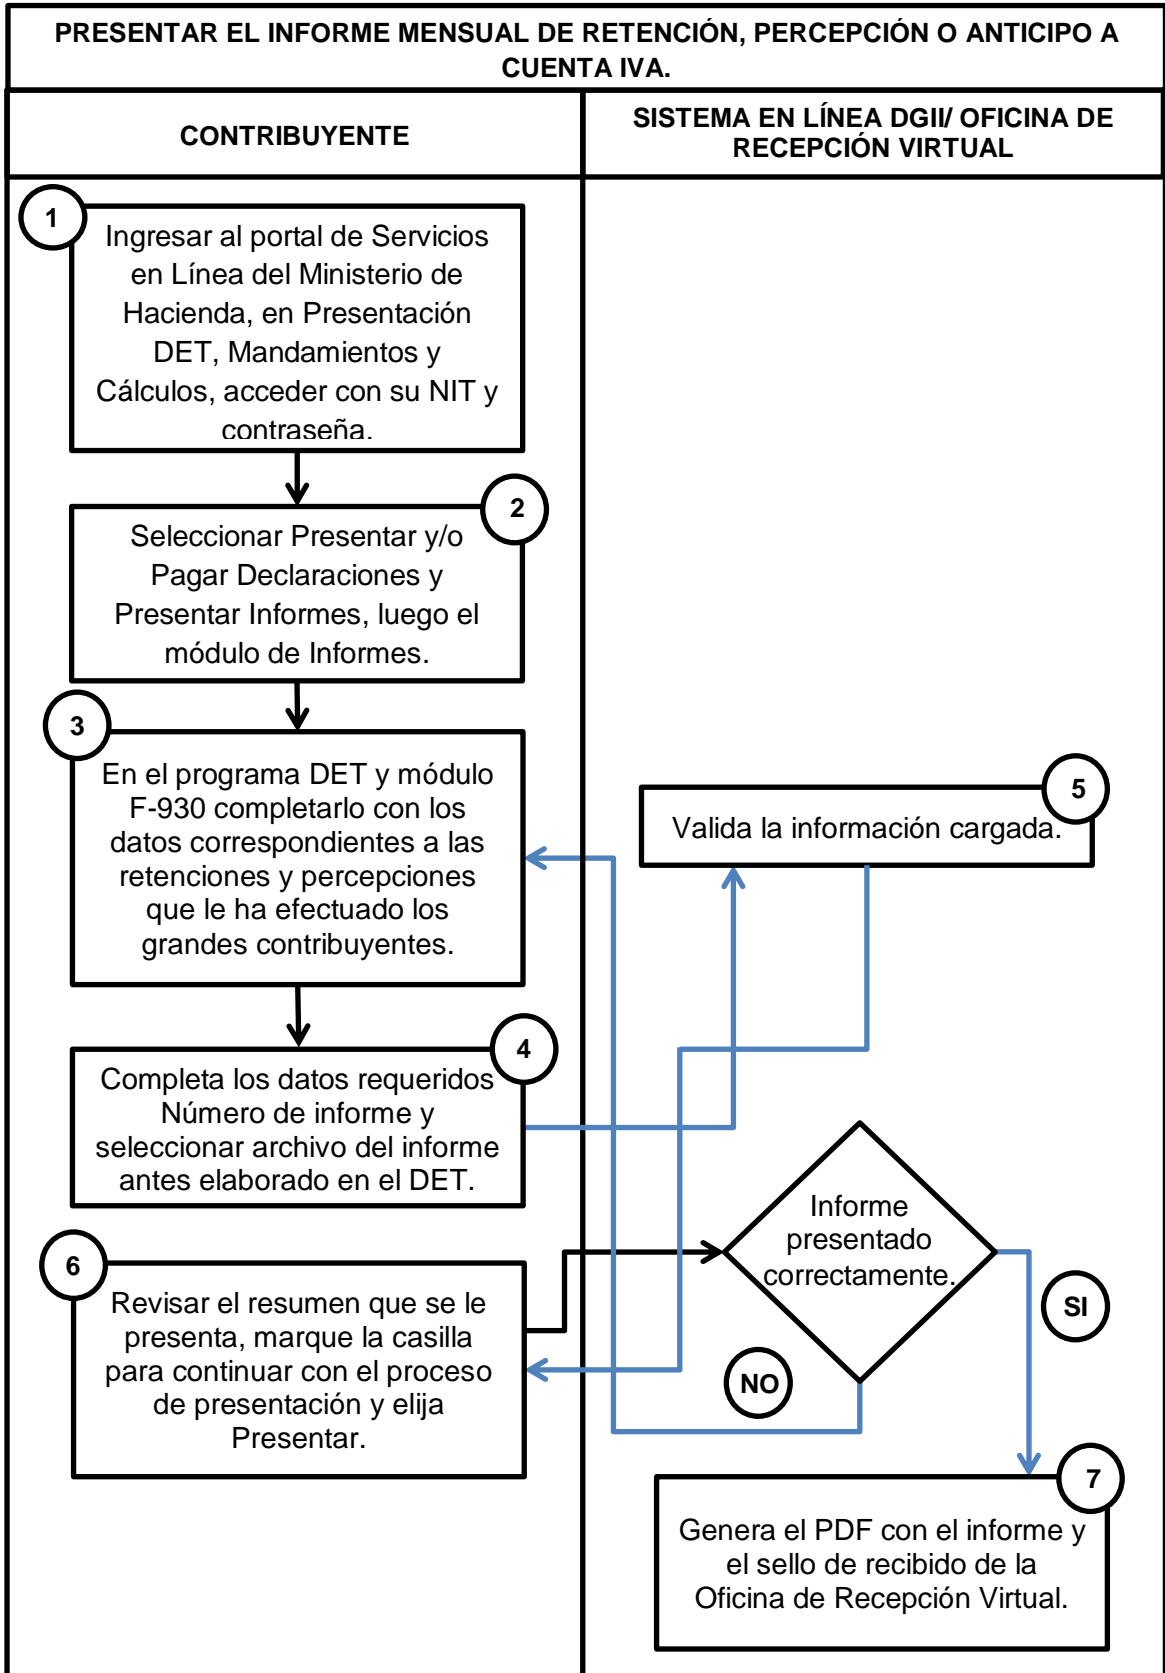 PRESENTAR EL INFORME MENSUAL DE RETENCIÓN, PERCEPCIÓN O ANTICIPO A
CUENTA IVA.
CONTRIBUYENTE
SISTEMA EN LÍNEA DGII/ OFICINA DE
RECEPCIÓN VIRTUAL
1
Ingresar al portal de Servicios
en Línea del Ministerio de
Hacienda, en Presentación
DET, Mandamientos y
Cálculos, acceder con su NIT y
contraseña.
2
Seleccionar Presentar y/o
Pagar Declaraciones y
Presentar Informes, luego el
módulo de Informes.
3
En el programa DET y módulo
F-930 completarlo con los
datos correspondientes a las
retenciones y percepciones
que le ha efectuado los
grandes contribuyentes.
4
Completa los datos requeridos
Número de informe y
seleccionar archivo del informe
antes elaborado en el DET.
5
Valida la información cargada.
6
Revisar el resumen que se le
presenta, marque la casilla
para continuar con el proceso
de presentación y elija
Presentar.
Informe
presentado
correctamente.
SI
NO
7
Genera el PDF con el informe y
el sello de recibido de la
Oficina de Recepción Virtual.